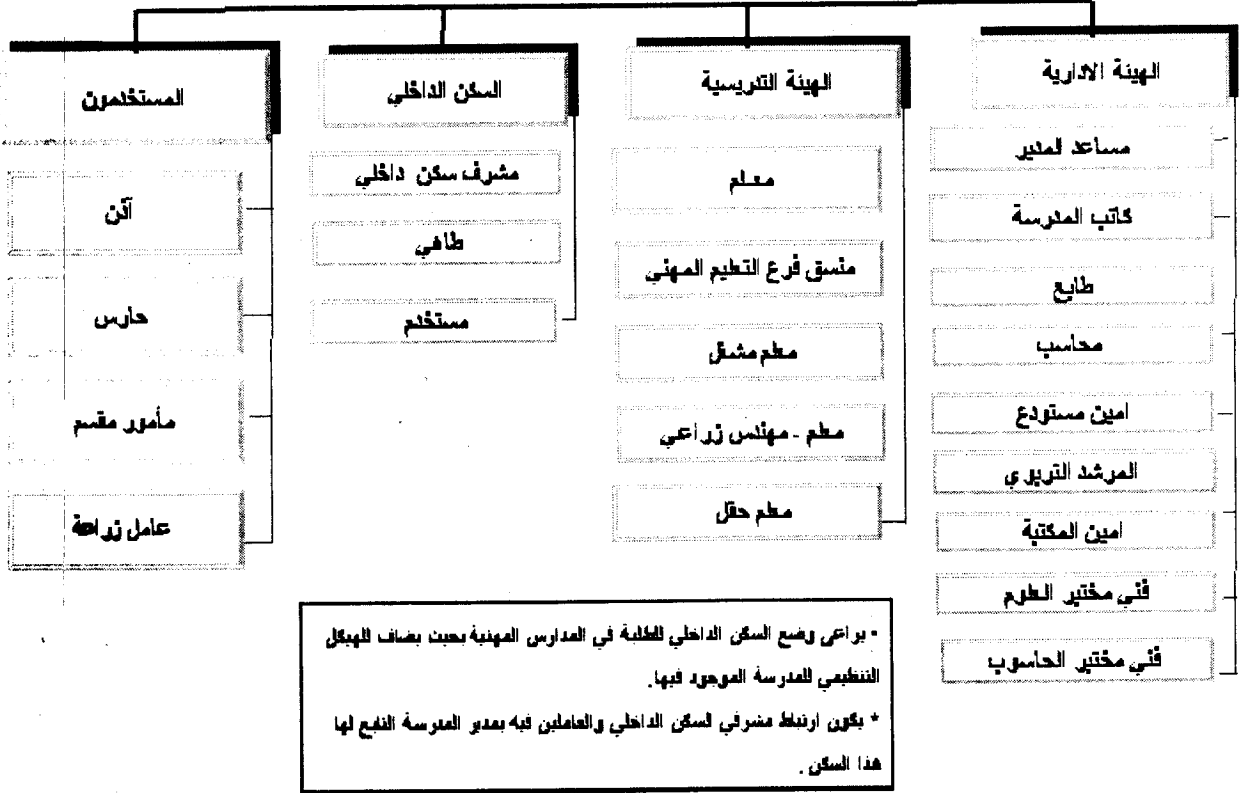 الهيئة الادارية
مساعد المدير
كاتب المدرسة
طابع
محاسب
امين مستودع
المرشد التربوي
امين المكتبة
فني مختبر العلوم
فني مختبر الحاسوب
الهيئة التدريسية
معلم
منسق فرع التعليم المهني
معلم مشغل
معلم - مهندس زراعي
معلم حقل
السكن الداخلي
مشرف سكن داخلي
طاهي
مستخدم
المستخدمون
آذن
حارس
مأمور مقسم
عامل زراعة
* يراعى وضع السكن الداخلي للطلبة في المدارس المهنية بحيث يضاف للهيكل
التنظيمي للمدرسة الموجود فيها.
* يكون ارتباط مشرفي السكن الداخلي والعاملين فيه بمدير المدرسة التابع لها
هذا السكن .